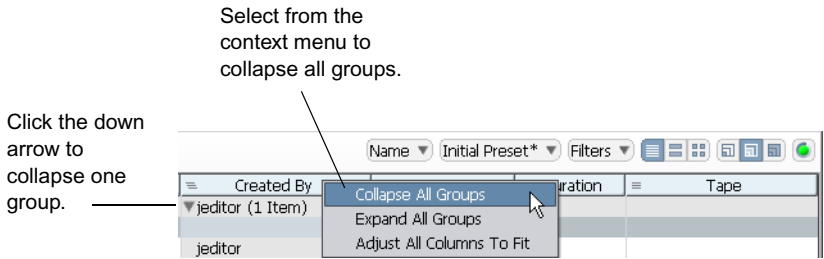 Select from the
context menu to
collapse all groups.
Click the down
arrow to
collapse one
group.
Name Initial Preset* Filters
Created By uration Tape
Collapse All Groups
jeditor (1 Item)
Expand All Groups
jeditor Adjust All Columns To Fit